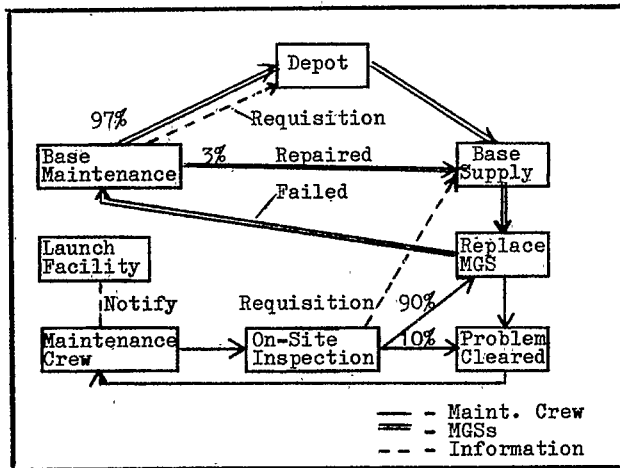 Depot
97%
Requisition
Base
Maintenance
3% Repaired
Base
Supply
Failed
Launch
Facility
Replace
MGS
Notify
Requisition
90%
Maintenance
Crew
On-Site
Inspection
10%
Problem
Cleared
- Maint. Crew
- MGSs
- Information